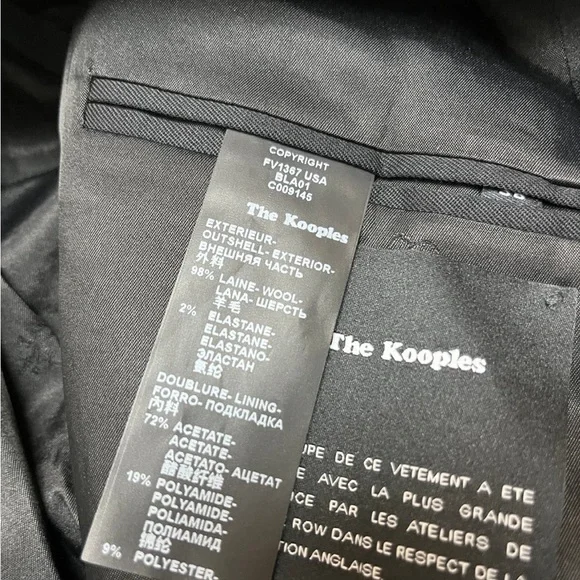 COPYRIGHT
FV1367 USA
BLA01
C009145
The Kooples
EXTERIEUR-
OUTSHELL- EXTERIOR-
ВНЕШНЯЯ ЧАСТЬ
外料
98% LAINE- WOOL-
LANA- ШЕРСТЬ
羊毛
2% ELASTANE-
ELASTANE-
ELASTANO-
ЭЛАСТАН
氨纶
DOUBLURE- LINING-
FORRO- ПОДКЛАДКА
內料
72% ACETATE-
ACETATE-
ACETATO- АЦЕТАТ
醋酸纤维
19% POLYAMIDE-
POLYAMIDE-
POLIAMIDA-
ПОЛИАМИД
锦纶
9% POLYESTER-
The Kooples
UPE DE CE VETEMENT A ETE
E AVEC LA PLUS GRANDE
CE PAR LES ATELIERS DE
ROW DANS LE RESPECT DE LA
TION ANGLAISE.